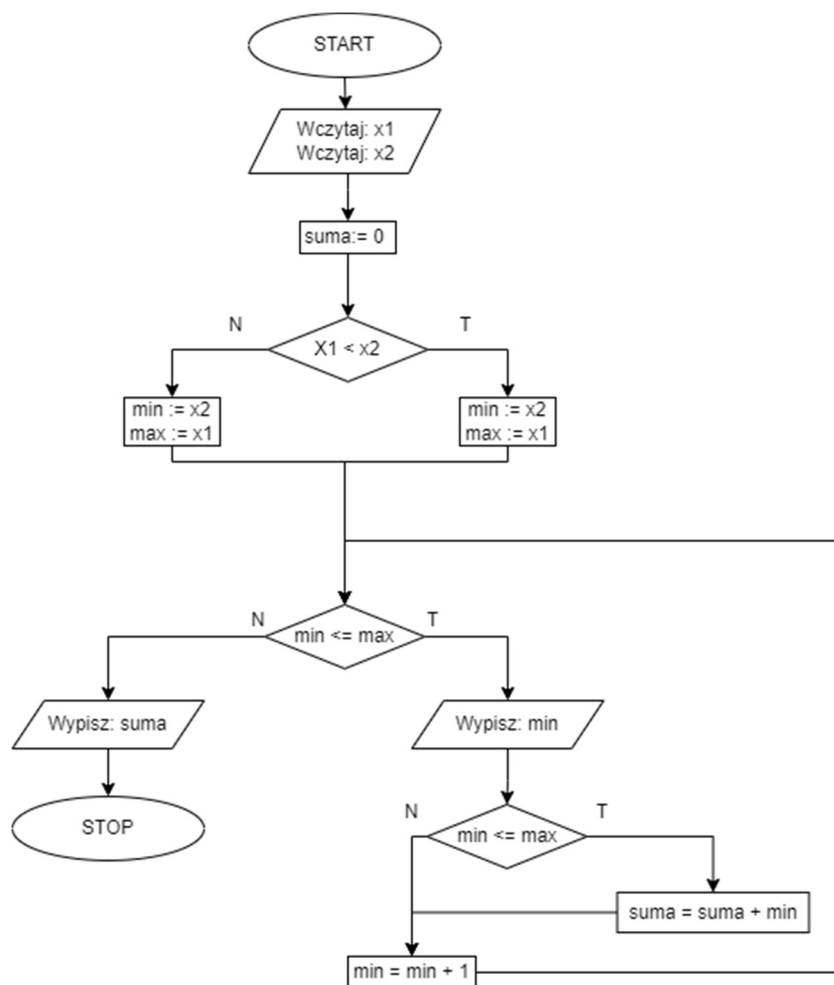 START
Wczytaj: x1
Wczytaj: x2
suma:= 0
N
T
X1 < x2
min := x2
max := x1
min := x2
max := x1
N
T
min <= max
Wypisz: suma
Wypisz: min
STOP
N
T
min <= max
suma = suma + min
min = min + 1